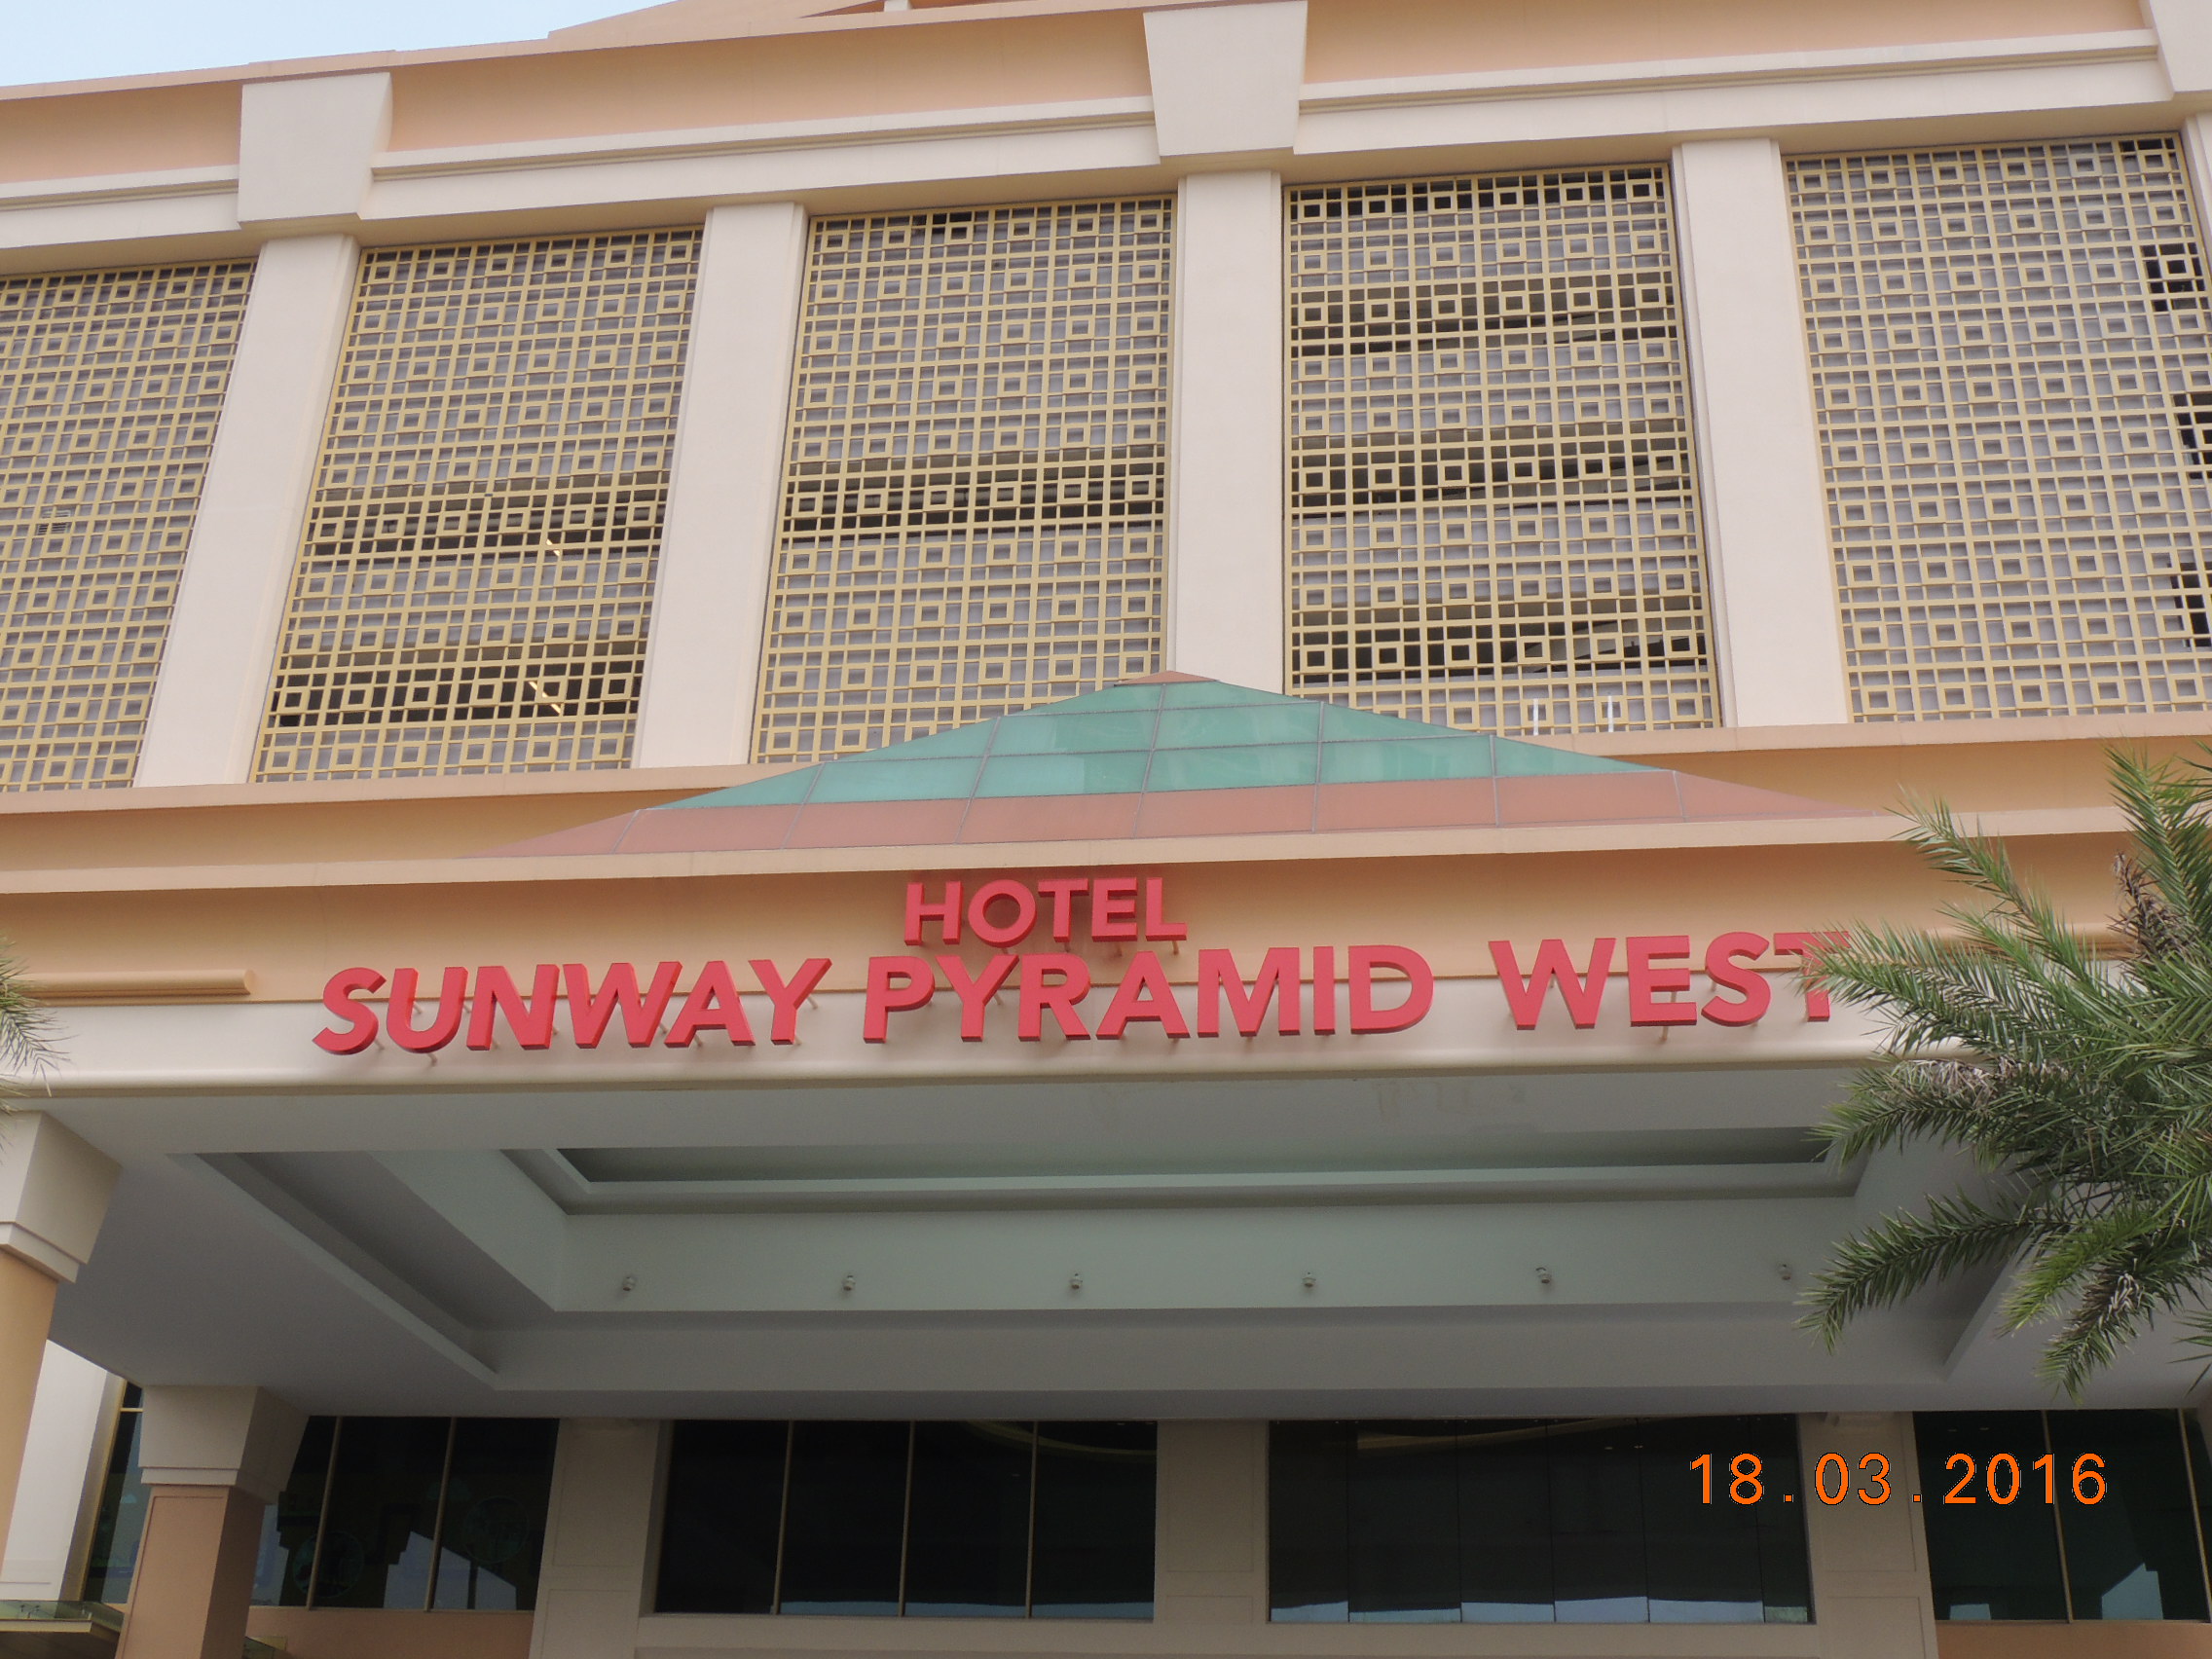 HOTEL
SUNWAY PYRAMID WEST
18.03.2016